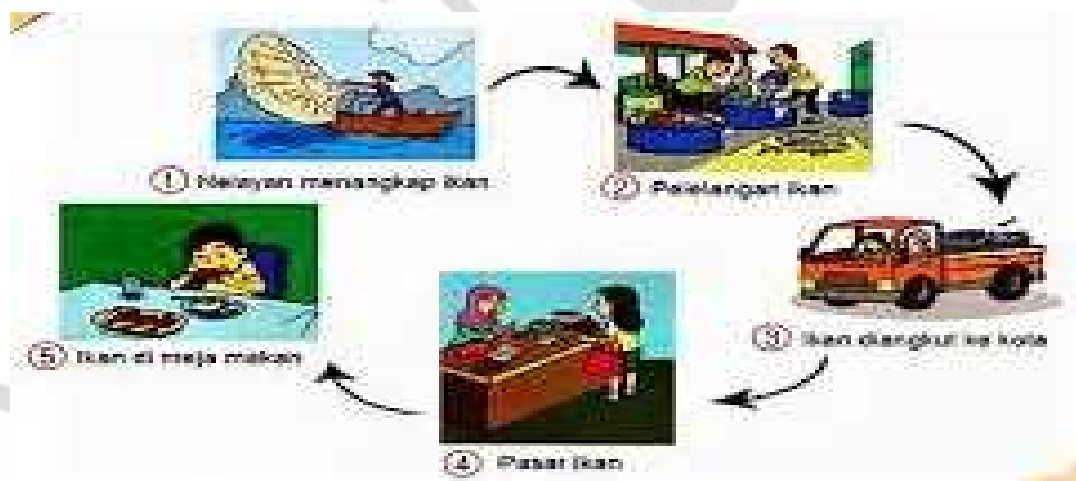 ① Nelayan menangkap ikan
② Pelelangan ikan
③ Ikan diangkut ke kota
④ Pasar ikan
⑤ Ikan di meja makan